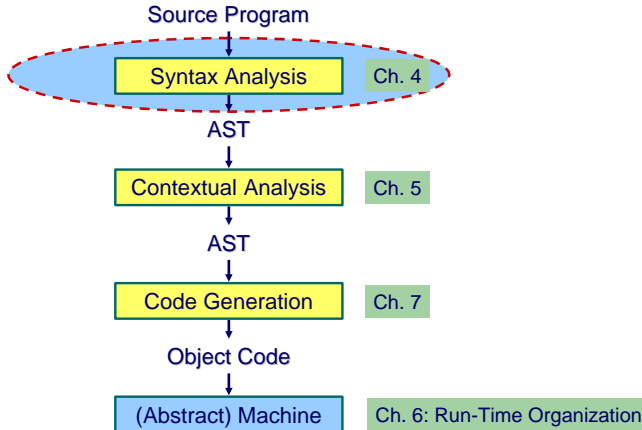 Source Program
Syntax Analysis
Ch. 4
AST
Contextual Analysis
Ch. 5
AST
Code Generation
Ch. 7
Object Code
(Abstract) Machine
Ch. 6: Run-Time Organization